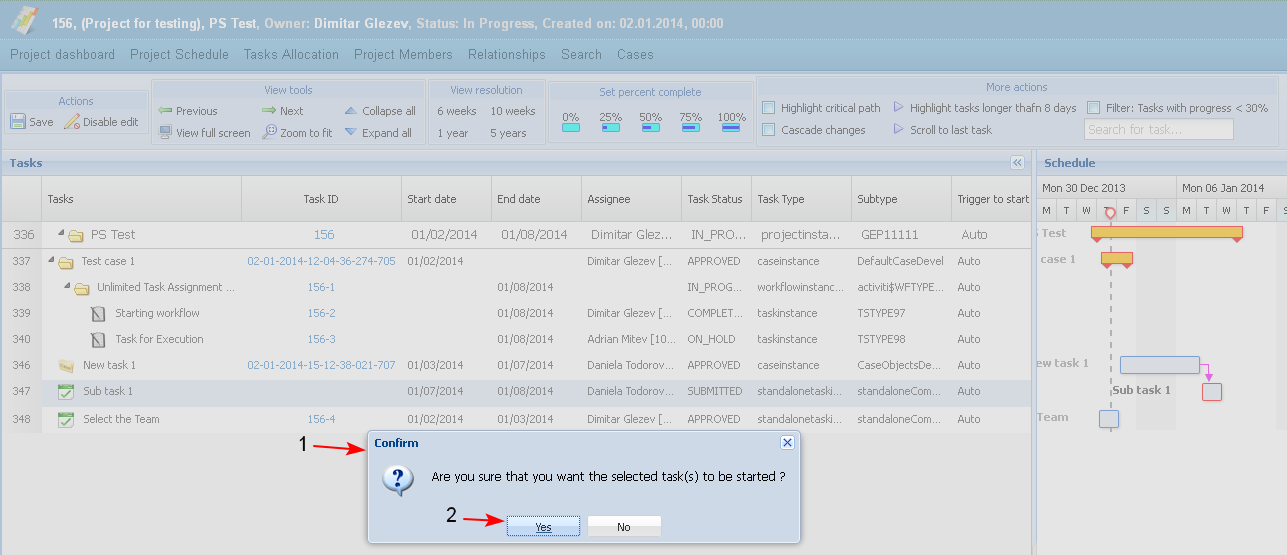 156, (Project for testing), PS Test, Owner: Dimitar Glezev, Status: In Progress, Created on: 02.01.2014, 00:00
Project dashboard Project Schedule Tasks Allocation Project Members Relationships Search Cases
Actions
Save Disable edit
View tools
Previous Next Collapse all
View full screen Zoom to fit Expand all
View resolution
6 weeks 10 weeks
1 year 5 years
Set percent complete
0% 25% 50% 75% 100%
More actions
Highlight critical path Highlight tasks longer thafn 8 days Filter: Tasks with progress < 30%
Cascade changes Scroll to last task Search for task...
Tasks Schedule
Mon 30 Dec 2013 Mon 06 Jan 2014
Tasks Task ID Start date End date Assignee Task Status Task Type Subtype Trigger to start
M T W T F S S M T W T F S
336 PS Test 156 01/02/2014 01/08/2014 Dimitar Glez... IN_PRO... projectinsta... GEP11111 Auto Test
337 Test case 1 02-01-2014-12-04-36-274-705 01/02/2014 Dimitar Glezev [... APPROVED caseinstance DefaultCaseDevel Auto case 1
338 Unlimited Task Assignment ... 156-1 01/08/2014 IN_PROG... workflowinstanc... activiti$WFTYPE... Auto
339 Starting workflow 156-2 01/08/2014 Dimitar Glezev [... COMPLET... taskinstance TSTYPE97 Auto
340 Task for Execution 156-3 01/08/2014 Adrian Mitev [10... ON_HOLD taskinstance TSTYPE98 Auto
346 New task 1 02-01-2014-15-12-38-021-707 01/03/2014 01/07/2014 Daniela Todorov... APPROVED caseinstance CaseObjectsDe... Auto ew task 1
347 Sub task 1 01/07/2014 01/08/2014 Daniela Todorov... SUBMITTED standalonetaski... standaloneCom... Auto Sub task 1
348 Select the Team 156-4 01/02/2014 01/03/2014 Dimitar Glezev [... APPROVED standalonetaski... standaloneCom... Auto Team
1 Confirm
Are you sure that you want the selected task(s) to be started ?
2 Yes No